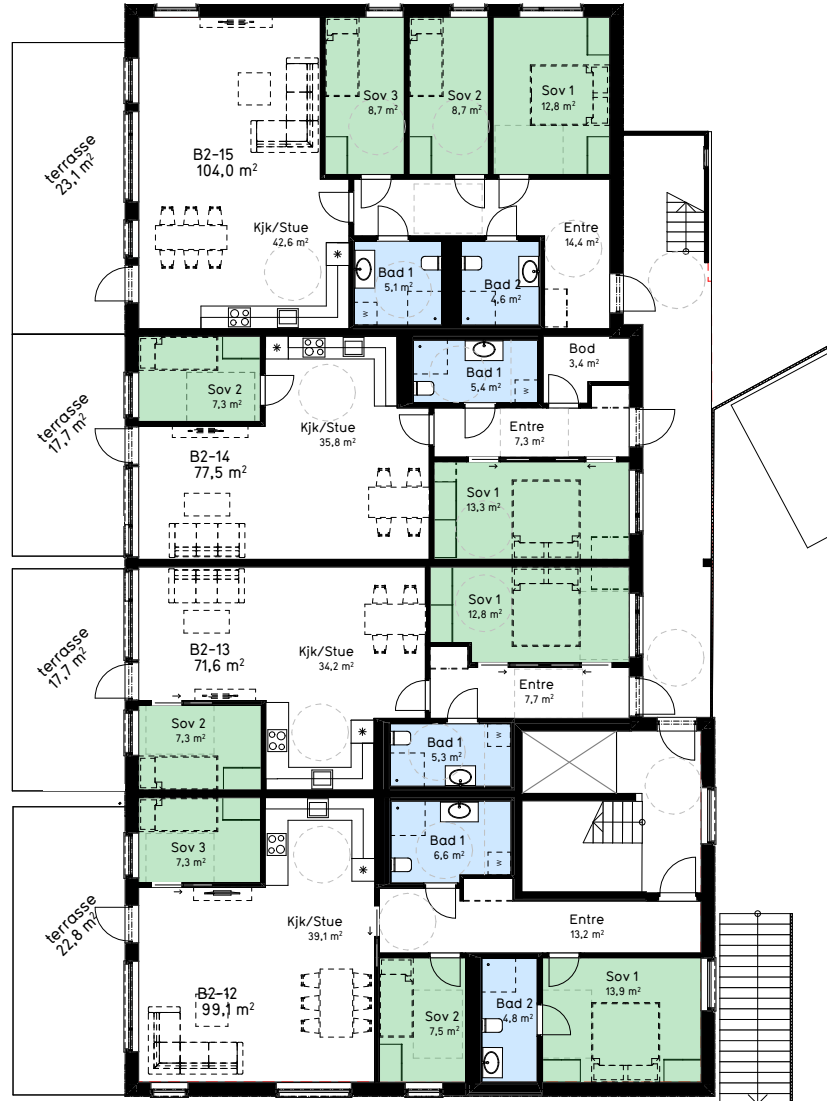 terrasse
23,1 m²
B2-15
104,0 m²
Kjk/Stue
42,6 m²
Sov 3
8,7 m²
Sov 2
8,7 m²
Sov 1
12,8 m²
Entre
14,4 m²
Bad 1
5,1 m²
W
Bad 2
4,6 m²
terrasse
17,7 m²
Sov 2
7,3 m²
B2-14
77,5 m²
Kjk/Stue
35,8 m²
Bad 1
5,4 m²
W
Bod
3,4 m²
Entre
7,3 m²
Sov 1
13,3 m²
terrasse
17,7 m²
B2-13
71,6 m²
Kjk/Stue
34,2 m²
Sov 1
12,8 m²
Entre
7,7 m²
Sov 2
7,3 m²
Bad 1
5,3 m²
W
terrasse
22,8 m²
Sov 3
7,3 m²
Bad 1
6,6 m²
W
Kjk/Stue
39,1 m²
Entre
13,2 m²
B2-12
99,1 m²
Sov 2
7,5 m²
Bad 2
4,8 m²
Sov 1
13,9 m²